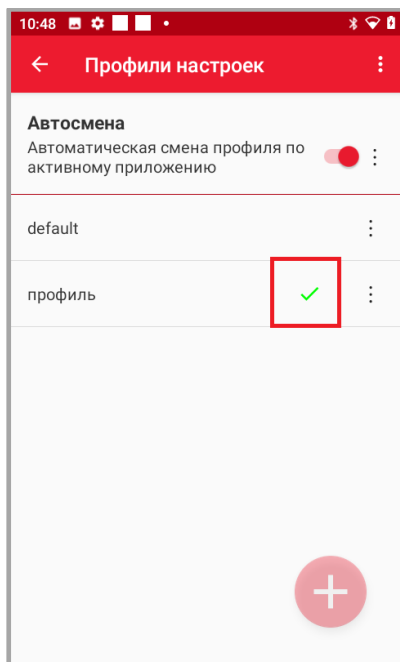 10:48
Профили настроек
Автосмена
Автоматическая смена профиля по
активному приложению
default
профиль